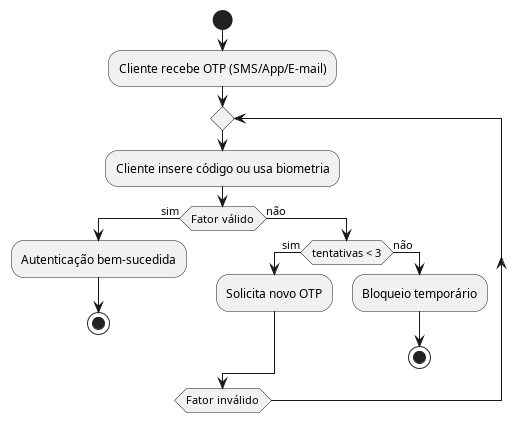 Cliente recebe OTP (SMS/App/E-mail)
Cliente insere código ou usa biometria
sim
Fator válido
não
Autenticação bem-sucedida
sim
tentativas < 3
não
Solicita novo OTP
Bloqueio temporário
Fator inválido